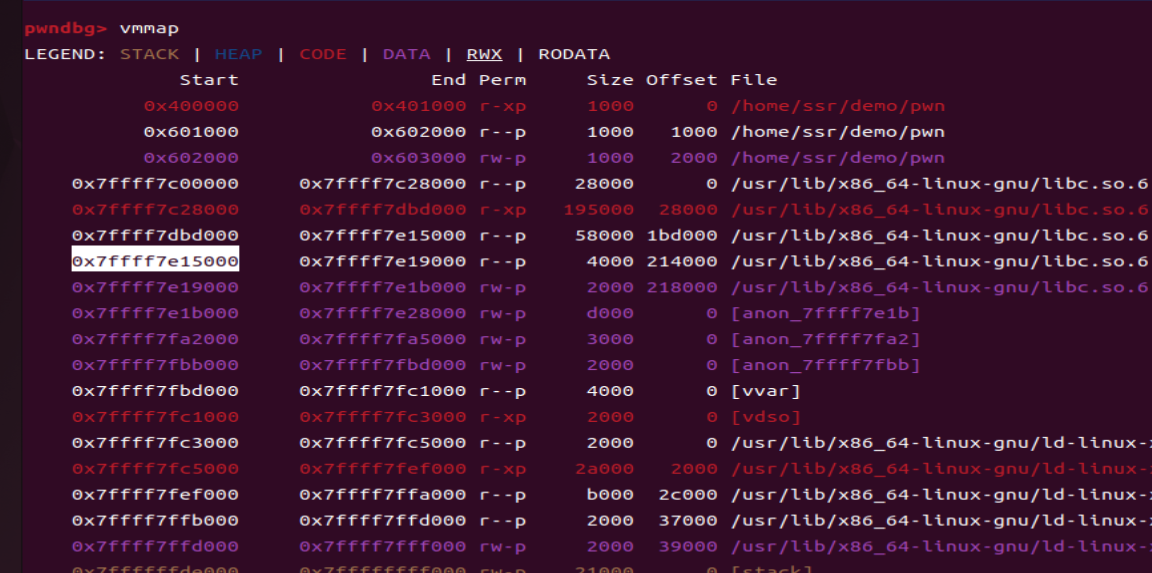 pwndbg> vmmap
LEGEND: STACK | HEAP | CODE | DATA | RWX | RODATA
Start End Perm Size Offset File
0x400000 0x401000 r-xp 1000 0 /home/ssr/demo/pwn
0x601000 0x602000 r--p 1000 1000 /home/ssr/demo/pwn
0x602000 0x603000 rw-p 1000 2000 /home/ssr/demo/pwn
0x7ffff7c00000 0x7ffff7c28000 r--p 28000 0 /usr/lib/x86_64-linux-gnu/libc.so.6
0x7ffff7c28000 0x7ffff7dbd000 r-xp 195000 28000 /usr/lib/x86_64-linux-gnu/libc.so.6
0x7ffff7dbd000 0x7ffff7e15000 r--p 58000 1bd000 /usr/lib/x86_64-linux-gnu/libc.so.6
0x7ffff7e15000 0x7ffff7e19000 r--p 4000 214000 /usr/lib/x86_64-linux-gnu/libc.so.6
0x7ffff7e19000 0x7ffff7e1b000 rw-p 2000 218000 /usr/lib/x86_64-linux-gnu/libc.so.6
0x7ffff7e1b000 0x7ffff7e28000 rw-p d000 0 [anon_7ffff7e1b]
0x7ffff7fa2000 0x7ffff7fa5000 rw-p 3000 0 [anon_7ffff7fa2]
0x7ffff7fbb000 0x7ffff7fbd000 rw-p 2000 0 [anon_7ffff7fbb]
0x7ffff7fbd000 0x7ffff7fc1000 r--p 4000 0 [vvar]
0x7ffff7fc1000 0x7ffff7fc3000 r-xp 2000 0 [vdso]
0x7ffff7fc3000 0x7ffff7fc5000 r--p 2000 0 /usr/lib/x86_64-linux-gnu/ld-linux-
0x7ffff7fc5000 0x7ffff7fef000 r-xp 2a000 2000 /usr/lib/x86_64-linux-gnu/ld-linux-
0x7ffff7fef000 0x7ffff7ffa000 r--p b000 2c000 /usr/lib/x86_64-linux-gnu/ld-linux-
0x7ffff7ffb000 0x7ffff7ffd000 r--p 2000 37000 /usr/lib/x86_64-linux-gnu/ld-linux-
0x7ffff7ffd000 0x7ffff7fff000 rw-p 2000 39000 /usr/lib/x86_64-linux-gnu/ld-linux-
0x7ffffffde000 0x7ffffffff000 rw-p 21000 0 [stack]